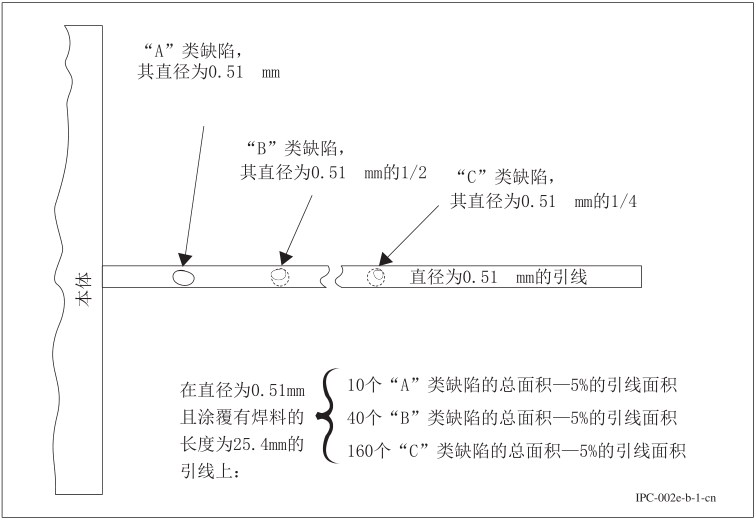 “A”类缺陷，
其直径为0.51 mm
“B”类缺陷，
其直径为0.51 mm的1/2
“C”类缺陷，
其直径为0.51 mm的1/4
本体
直径为0.51 mm的引线
在直径为0.51mm
且涂覆有焊料的
长度为25.4mm的
引线上：
10个“A”类缺陷的总面积—5%的引线面积
40个“B”类缺陷的总面积—5%的引线面积
160个“C”类缺陷的总面积—5%的引线面积
IPC-002e-b-1-cn